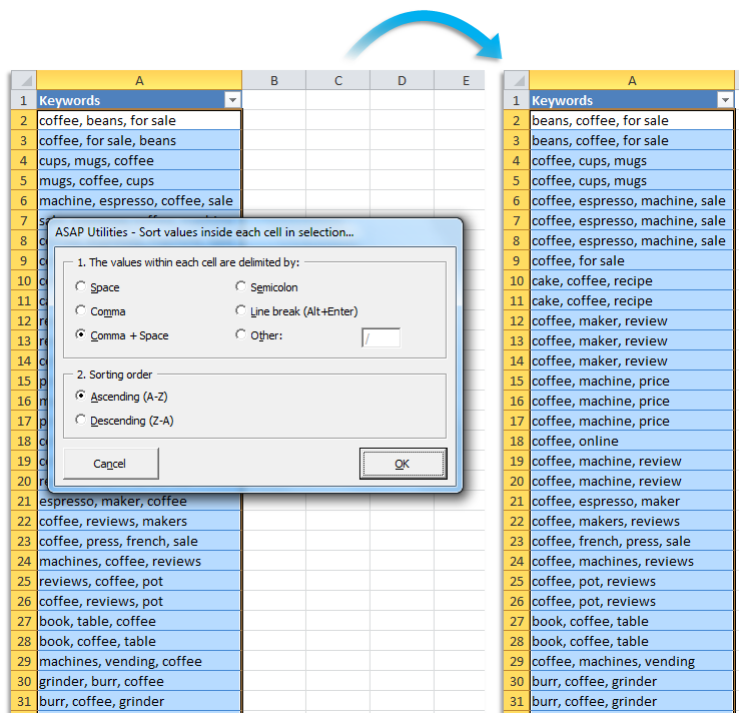 A B C D E
1 Keywords
2 coffee, beans, for sale
3 coffee, for sale, beans
4 cups, mugs, coffee
5 mugs, coffee, cups
6 machine, espresso, coffee, sale
7
8
9
10
11
12
13
14
15
16
17
18
19
20
ASAP Utilities - Sort values inside each cell in selection...
1. The values within each cell are delimited by:
Space Semicolon
Comma Line break (Alt+Enter)
Comma + Space Other: /
2. Sorting order
Ascending (A-Z)
Descending (Z-A)
Cancel OK
21 espresso, maker, coffee
22 coffee, reviews, makers
23 coffee, press, french, sale
24 machines, coffee, reviews
25 reviews, coffee, pot
26 coffee, reviews, pot
27 book, table, coffee
28 book, coffee, table
29 machines, vending, coffee
30 grinder, burr, coffee
31 burr, coffee, grinder
A
1 Keywords
2 beans, coffee, for sale
3 beans, coffee, for sale
4 coffee, cups, mugs
5 coffee, cups, mugs
6 coffee, espresso, machine, sale
7 coffee, espresso, machine, sale
8 coffee, espresso, machine, sale
9 coffee, for sale
10 cake, coffee, recipe
11 cake, coffee, recipe
12 coffee, maker, review
13 coffee, maker, review
14 coffee, maker, review
15 coffee, machine, price
16 coffee, machine, price
17 coffee, machine, price
18 coffee, online
19 coffee, machine, review
20 coffee, machine, review
21 coffee, espresso, maker
22 coffee, makers, reviews
23 coffee, french, press, sale
24 coffee, machines, reviews
25 coffee, pot, reviews
26 coffee, pot, reviews
27 book, coffee, table
28 book, coffee, table
29 coffee, machines, vending
30 burr, coffee, grinder
31 burr, coffee, grinder